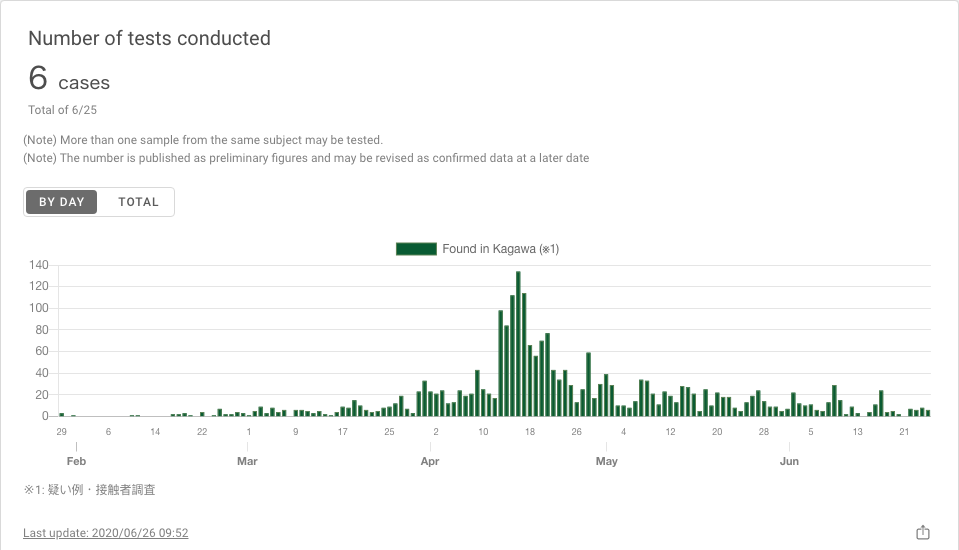 Number of tests conducted
6 cases
Total of 6/25
(Note) More than one sample from the same subject may be tested.
(Note) The number is published as preliminary figures and may be revised as confirmed data at a later date
BY DAY TOTAL
Found in Kagawa (※1)
140
120
100
80
60
40
20
0
29 6 14 22 1 9 17 25 2 10 18 26 4 12 20 28 5 13 21
Feb Mar Apr May Jun
※1: 疑い例・接触者調査
Last update: 2020/06/26 09:52